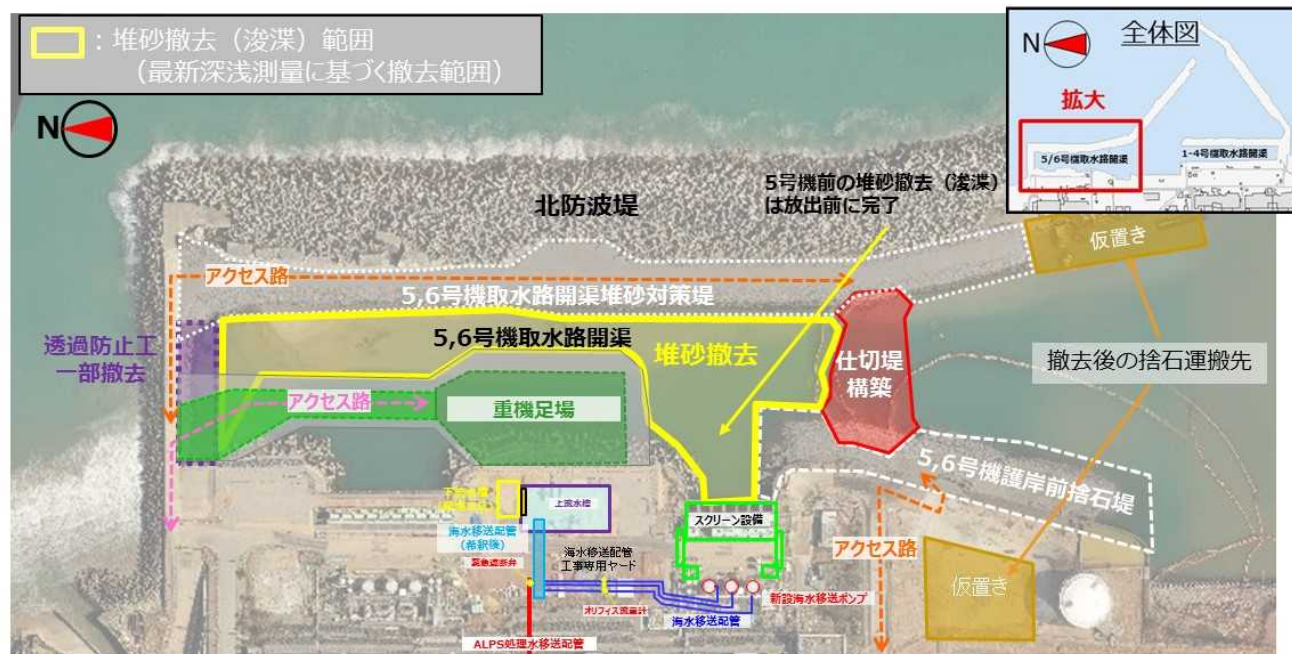 ：堆砂撤去（浚渫）範囲
（最新深浅測量に基づく撤去範囲）
N
N
全体図
拡大
5/6号機取水路開渠
1-4号機取水路開渠
5号機前の堆砂撤去（浚渫）
は放出前に完了
北防波堤
仮置き
アクセス路
5,6号機取水路開渠堆砂対策堤
透過防止工
一部撤去
5,6号機取水路開渠
堆砂撤去
仕切堤
構築
撤去後の捨石運搬先
アクセス路
重機足場
5,6号機護岸前捨石堤
上流水槽
スクリーン設備
海水移送配管
(希釈後)
緊急遮断弁
海水移送配管
工事専用ヤード
アクセス路
仮置き
オリフィス流量計
新設海水移送ポンプ
海水移送配管
ALPS処理水移送配管